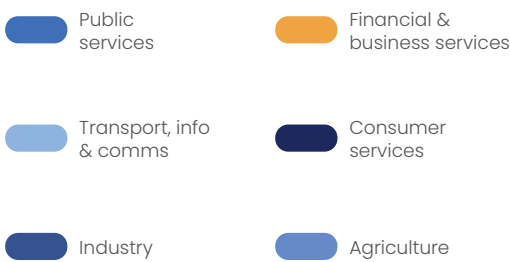 Public
services
Financial &
business services
Transport, info
& comms
Consumer
services
Industry
Agriculture